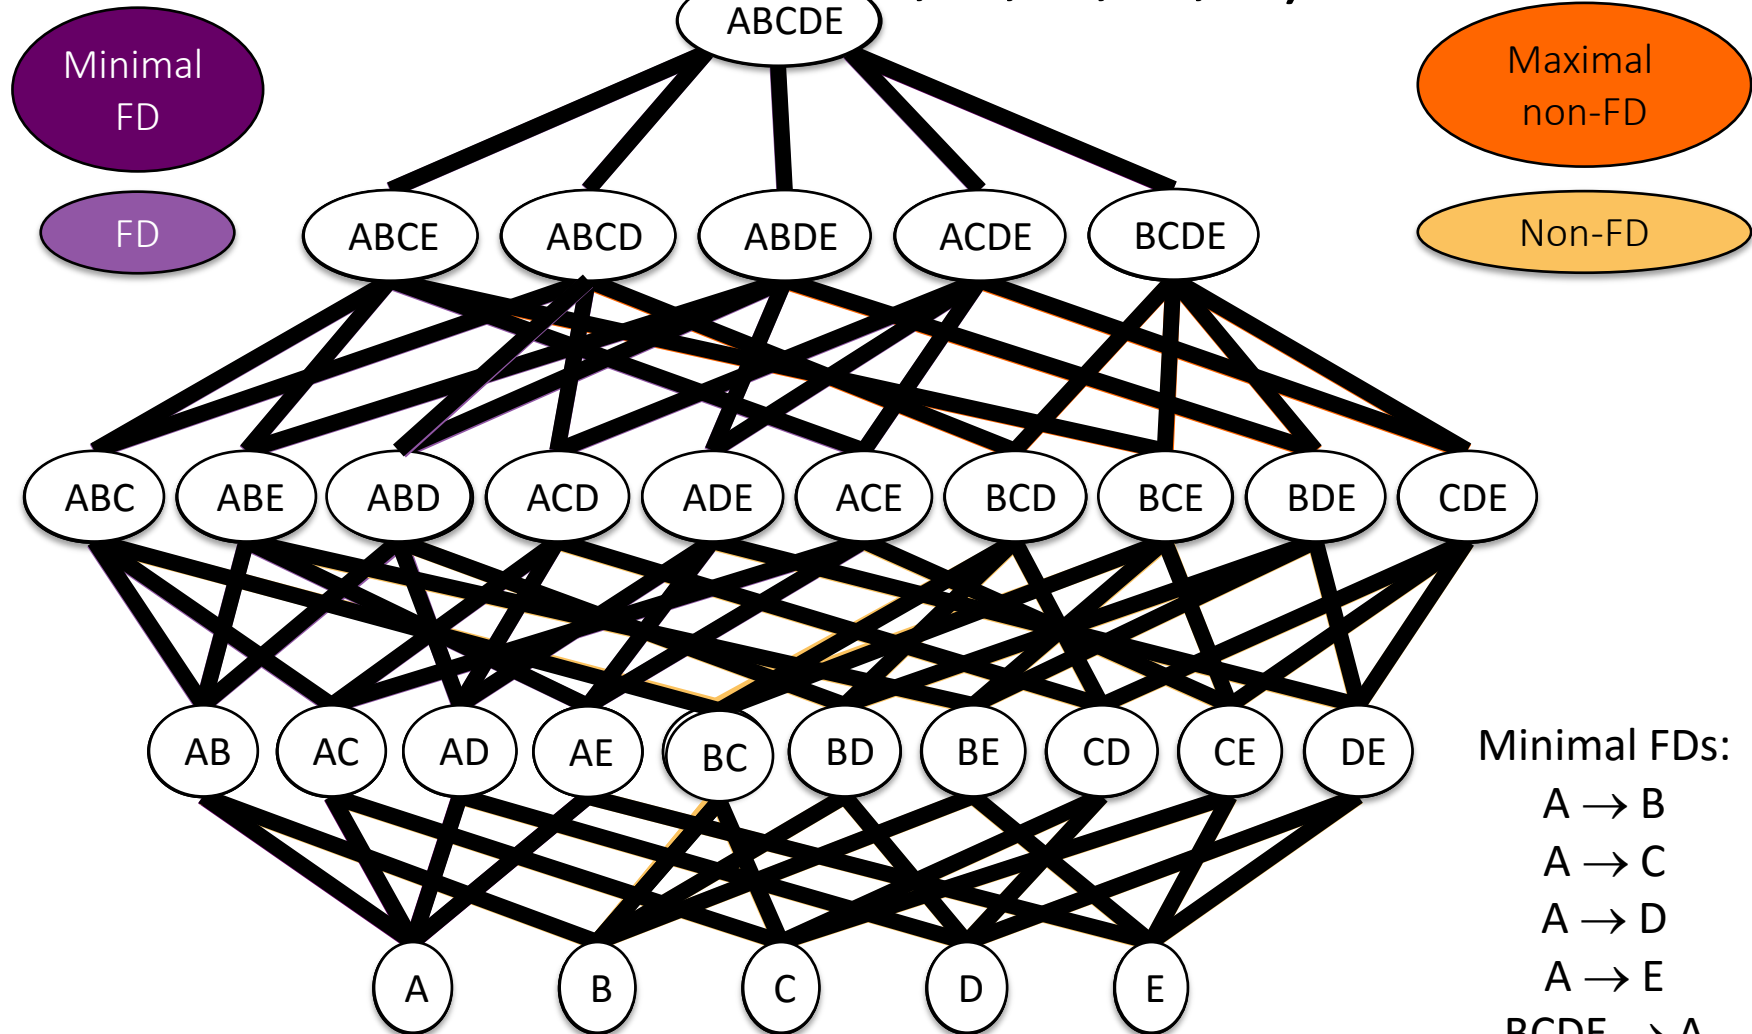 ABCDE
Minimal
FD
Maximal
non-FD
FD
Non-FD
ABCE ABCD ABDE ACDE BCDE
ABC ABE ABD ACD ADE ACE BCD BCE BDE CDE
AB AC AD AE BC BD BE CD CE DE
A B C D E
Minimal FDs:
A → B
A → C
A → D
A → E
BCDE → A